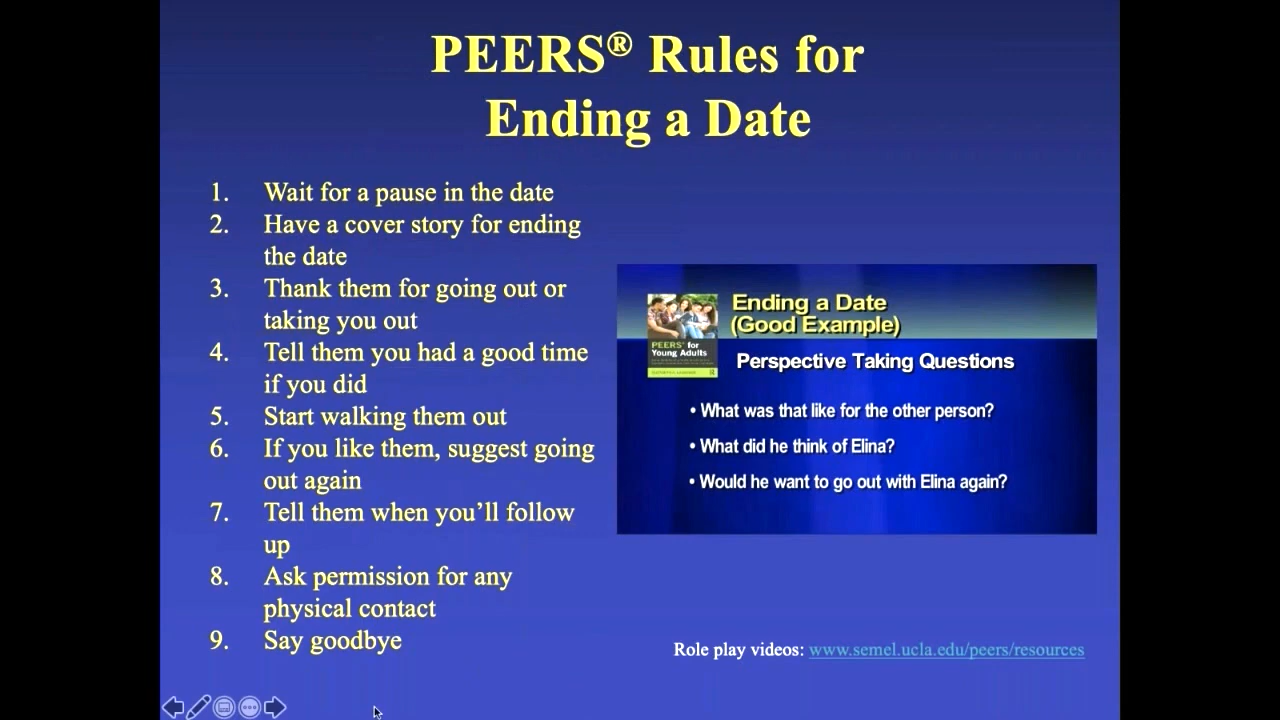 PEERS® Rules for
Ending a Date
1. Wait for a pause in the date
2. Have a cover story for ending
the date
3. Thank them for going out or
taking you out
4. Tell them you had a good time
if you did
5. Start walking them out
6. If you like them, suggest going
out again
7. Tell them when you’ll follow
up
8. Ask permission for any
physical contact
9. Say goodbye
Ending a Date
(Good Example)
PEERS® for
Young Adults
Perspective Taking Questions
• What was that like for the other person?
• What did he think of Elina?
• Would he want to go out with Elina again?
Role play videos: www.semel.ucla.edu/peers/resources